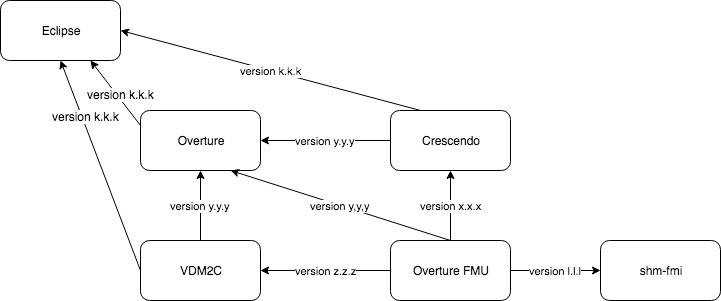 Eclipse
version k.k.k
version k.k.k
version k.k.k
Overture
version y.y.y
Crescendo
version y.y.y
version y,y,y
version x.x.x
VDM2C
version z.z.z
Overture FMU
version l.l.l
shm-fmi